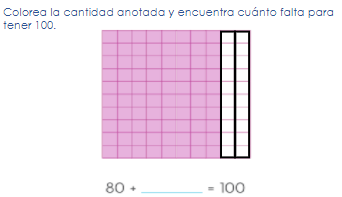 Colorea la cantidad anotada y encuentra cuánto falta para
tener 100.
80 + ________ = 100